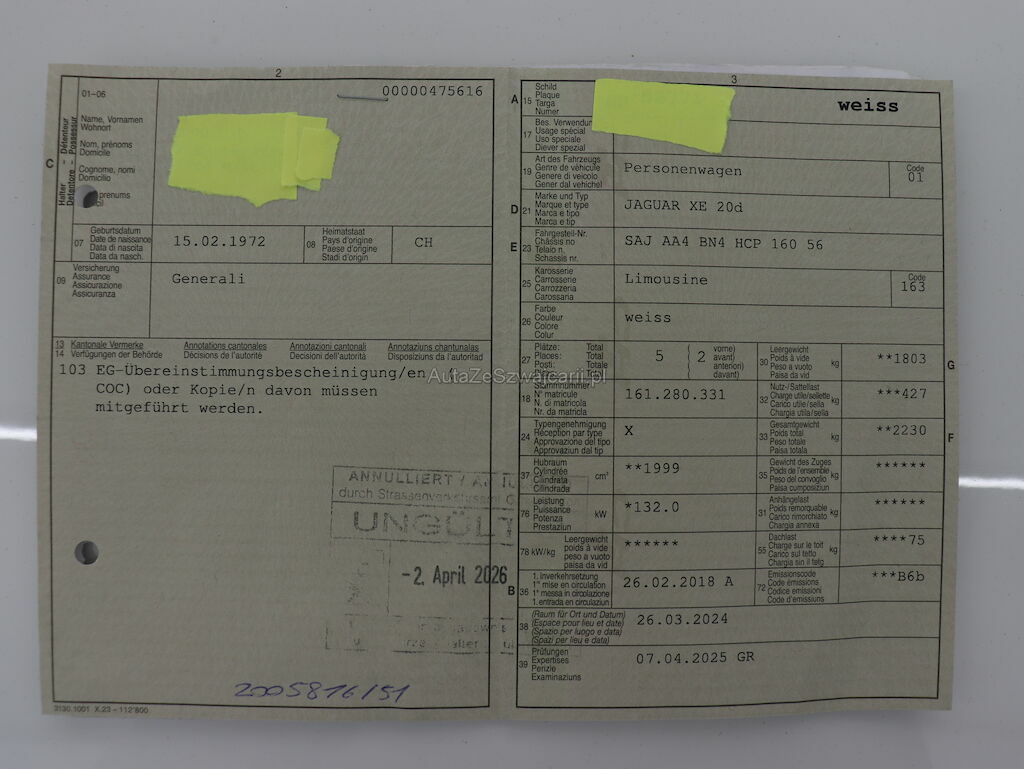 2
01–06
00000475616
Name, Vornamen
Wohnort
Nom, prénoms
Domicile
Cognome, nomi
Domicilio
prenums
C
Halter Détenteur
Detentore Possessur
07
Geburtsdatum
Date de naissance
Data di nascita
Data da nasch.
15.02.1972
08
Heimatstaat
Pays d'origine
Paese d'origine
Stadi d'origin
CH
09
Versicherung
Assurance
Assicurazione
Assicuranza
Generali
13 Kantonale Vermerke Annotations cantonales Annotazioni cantonali Annotaziuns chantunalas
14 Verfügungen der Behörde Décisions de l'autorité Decisioni dell'autorità Disposiziuns da l'autoritad
103 EG-Übereinstimmungsbescheinigung/en (
COC) oder Kopie/n davon müssen
mitgeführt werden.
ANNULLIERT
durch Strassenverkehrsamt
UNGÜLT
-2. April 2026
2005816/51
3130.1001 X.23 – 112'800
3
A
15
Schild
Plaque
Targa
Numer
weiss
17
Bes. Verwendun
Usage spécial
Uso speciale
Diever spezial
19
Art des Fahrzeugs
Genre de véhicule
Genere di veicolo
Gener dal vehichel
Personenwagen
Code
01
D
21
Marke und Typ
Marque et type
Marca e tipo
Marca e tip
JAGUAR XE 20d
E
23
Fahrgestell-Nr.
Châssis no
Telaio n.
Schassis nr.
SAJ AA4 BN4 HCP 160 56
25
Karosserie
Carrosserie
Carrozzeria
Carossaria
Limousine
Code
163
26
Farbe
Couleur
Colore
Colur
weiss
27
Plätze: Total
Places: Total
Posti: Totale
Total
5
2
vorne)
avant)
anteriori)
davant)
30
Leergewicht
Poids à vide
Peso a vuoto
Paisa da vid
kg
**1803
G
18
Stammnummer
N° matricule
N. di matricola
Nr. da matricla
161.280.331
32
Nutz-/Sattellast
Charge utile/sellette
Carico utile/sella
Chargia utila/sella
kg
***427
24
Typengenehmigung
Réception par type
Approvazione del tipo
Approvaziun dal tip
X
33
Gesamtgewicht
Poids total
Peso totale
Paisa totala
kg
**2230
F
37
Hubraum
Cylindrée
Cilindrata
Cilindrada
cm³
**1999
35
Gewicht des Zuges
Poids de l'ensemble
Peso del convoglio
Paisa cumposiziun
kg
******
76
Leistung
Puissance
Potenza
Prestaziun
kW
*132.0
31
Anhängelast
Poids remorquable
Carico rimorchiato
Chargia annexa
kg
******
78 kW/kg
Leergewicht
poids à vide
peso a vuoto
paisa da vid
******
55
Dachlast
Charge sur le toit
Carico sul tetto
Chargia sin il tetg
kg
****75
B
36
1. Inverkehrsetzung
1re mise en circulation
1a messa in circolazione
1. entrada en circulaziun
26.02.2018 A
72
Emissionscode
Code émissions
Codice emissioni
Code d'emissiuns
***B6b
38
(Raum für Ort und Datum)
(Espace pour lieu et date)
(Spazio per luogo e data)
(Spazi per lieu e data)
26.03.2024
39
Prüfungen
Expertises
Perizie
Examinaziuns
07.04.2025 GR
AutaZeSzwajcarii.pl